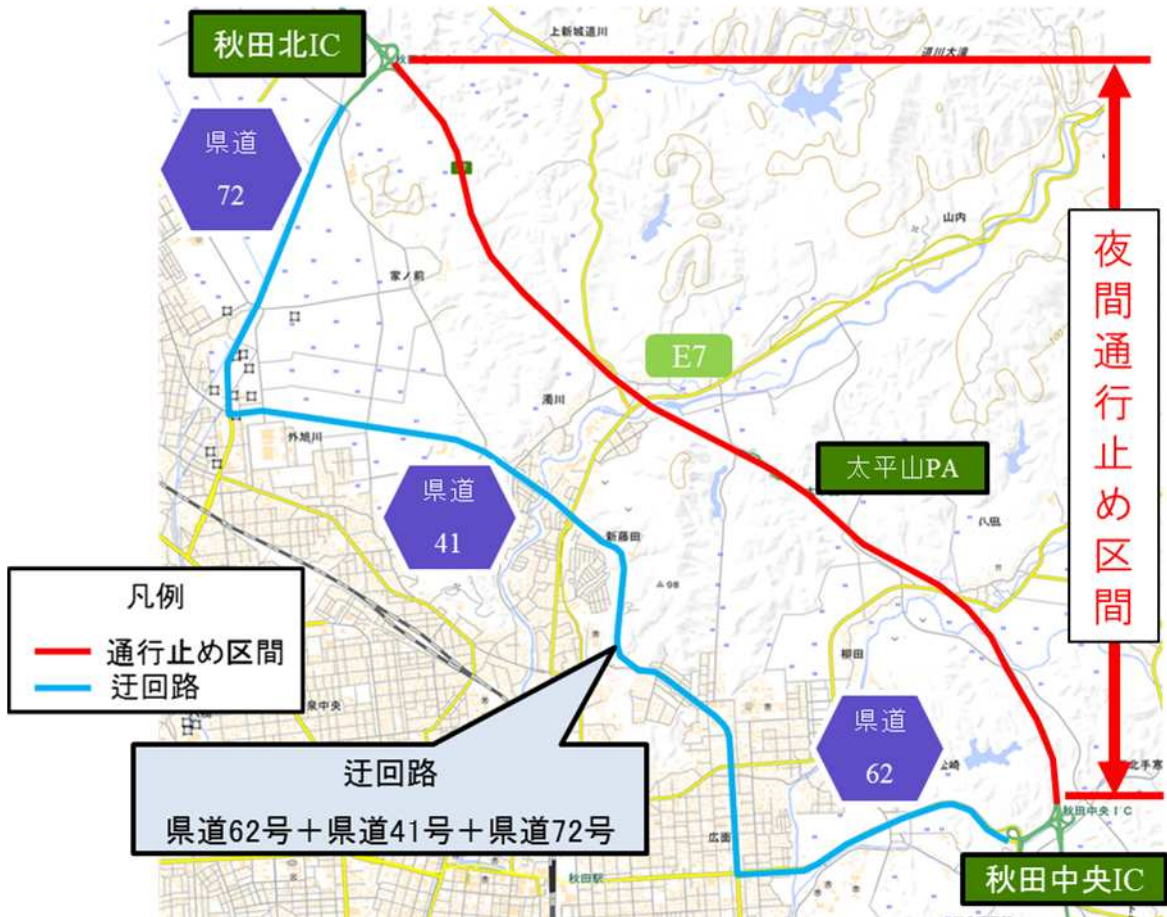 秋田北IC
上新城道川
道川大滝
県道
72
山内
家ノ前
夜間通行止め区間
E7
濁川
外旭川
太平山PA
八田
県道
41
新藤田
98
凡例
通行止め区間
迂回路
柳田
泉中央
県道
62
北手
迂回路
県道62号＋県道41号＋県道72号
秋田中央IC
広面
秋田駅
秋田中央IC